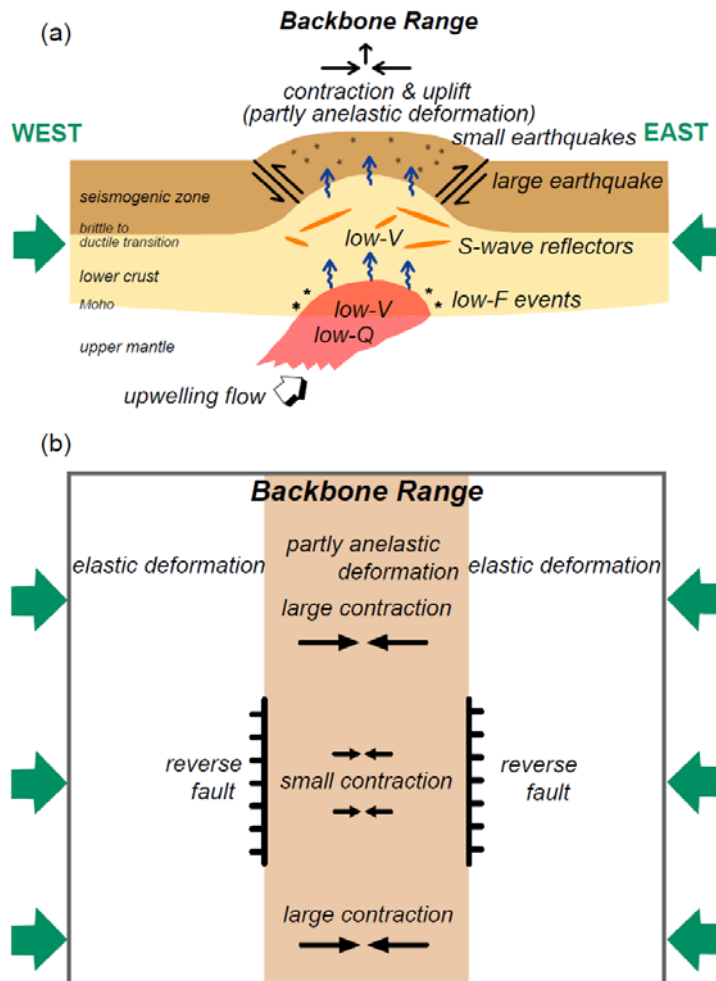 (a)
Backbone Range
contraction & uplift
(partly anelastic deformation)
WEST
small earthquakes
EAST
seismogenic zone
large earthquake
brittle to
ductile transition
low-V
S-wave reflectors
lower crust
Moho
low-V
low-F events
low-Q
upper mantle
upwelling flow
(b)
Backbone Range
elastic deformation
partly anelastic
deformation
elastic deformation
large contraction
reverse
fault
small contraction
reverse
fault
large contraction